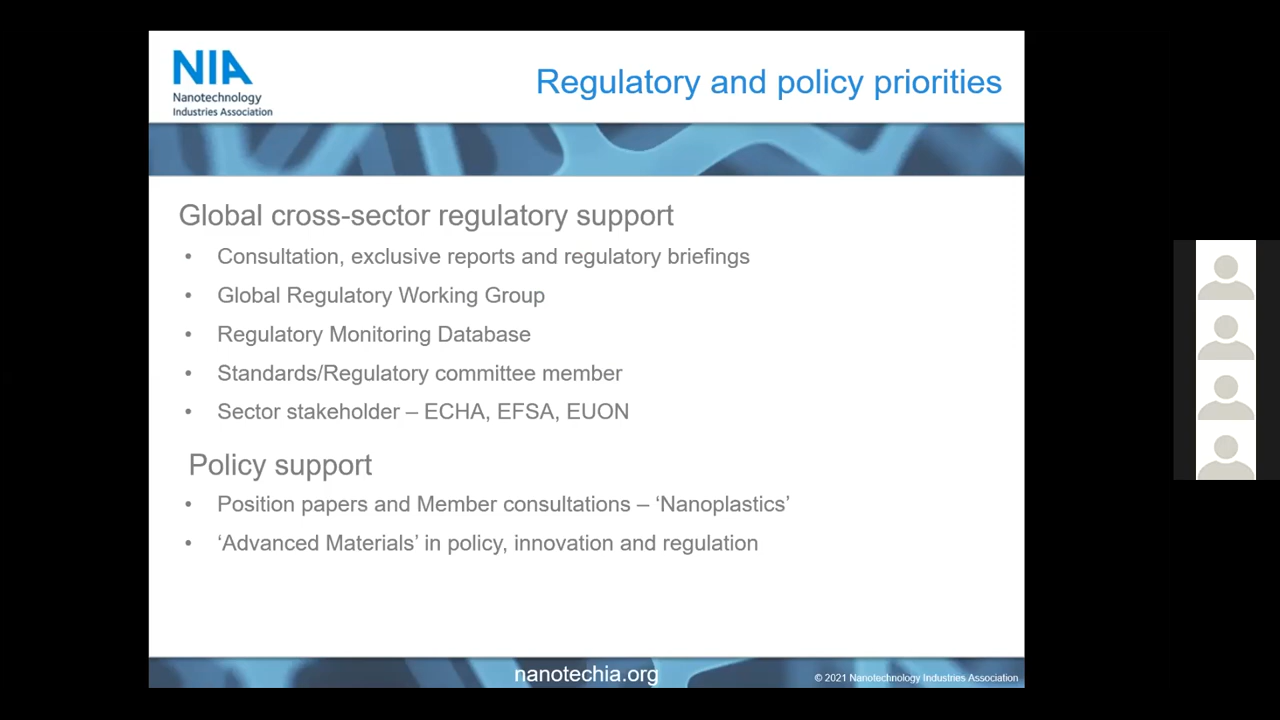 NIA
Nanotechnology
Industries Association
Regulatory and policy priorities
Global cross-sector regulatory support
• Consultation, exclusive reports and regulatory briefings
• Global Regulatory Working Group
• Regulatory Monitoring Database
• Standards/Regulatory committee member
• Sector stakeholder – ECHA, EFSA, EUON
Policy support
• Position papers and Member consultations – ‘Nanoplastics’
• ‘Advanced Materials’ in policy, innovation and regulation
nanotechia.org
© 2021 Nanotechnology Industries Association